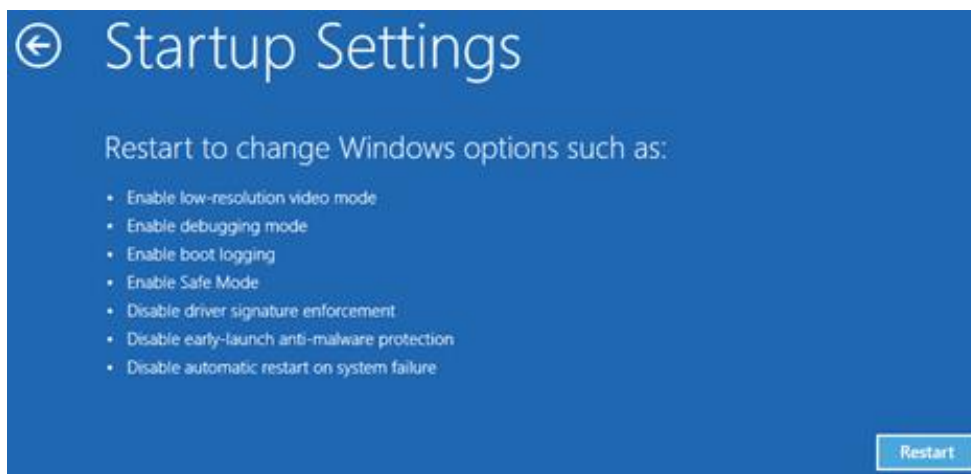 Startup Settings
Restart to change Windows options such as:
• Enable low-resolution video mode
• Enable debugging mode
• Enable boot logging
• Enable Safe Mode
• Disable driver signature enforcement
• Disable early-launch anti-malware protection
• Disable automatic restart on system failure
Restart